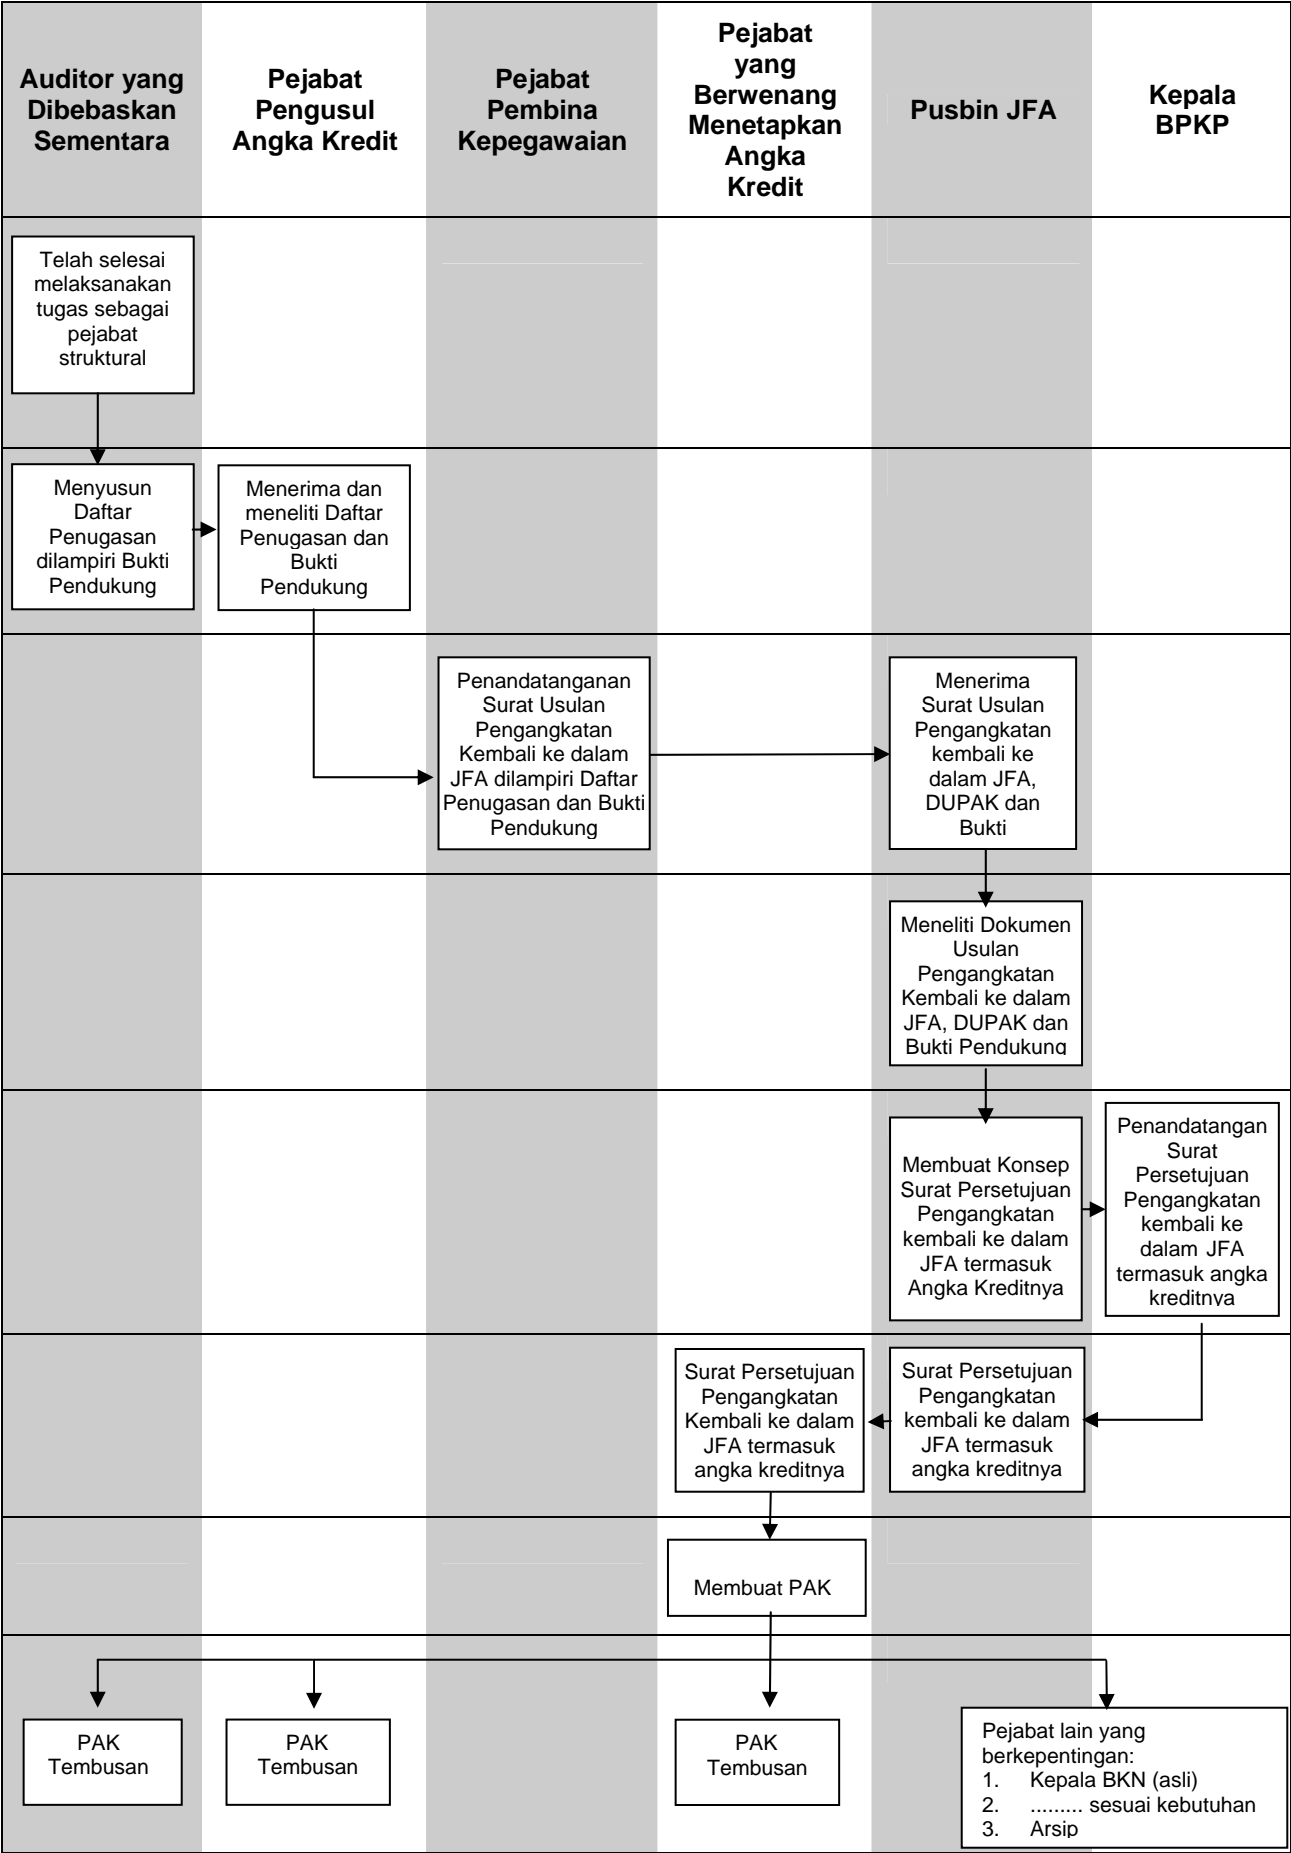 Auditor yang
Dibebaskan
Sementara
Pejabat
Pengusul
Angka Kredit
Pejabat
Pembina
Kepegawaian
Pejabat
yang
Berwenang
Menetapkan
Angka
Kredit
Pusbin JFA
Kepala
BPKP
Telah selesai
melaksanakan
tugas sebagai
pejabat
struktural
Menyusun
Daftar
Penugasan
dilampiri Bukti
Pendukung
Menerima dan
meneliti Daftar
Penugasan dan
Bukti
Pendukung
Penandatanganan
Surat Usulan
Pengangkatan
Kembali ke dalam
JFA dilampiri Daftar
Penugasan dan Bukti
Pendukung
Menerima
Surat Usulan
Pengangkatan
kembali ke
dalam JFA,
DUPAK dan
Bukti
Meneliti Dokumen
Usulan
Pengangkatan
Kembali ke dalam
JFA, DUPAK dan
Bukti Pendukung
Membuat Konsep
Surat Persetujuan
Pengangkatan
kembali ke dalam
JFA termasuk
Angka Kreditnya
Penandatangan
Surat
Persetujuan
Pengangkatan
kembali ke
dalam JFA
termasuk angka
kreditnya
Surat Persetujuan
Pengangkatan
Kembali ke dalam
JFA termasuk
angka kreditnya
Surat Persetujuan
Pengangkatan
kembali ke dalam
JFA termasuk
angka kreditnya
Membuat PAK
PAK
Tembusan
PAK
Tembusan
PAK
Tembusan
Pejabat lain yang
berkepentingan:
1. Kepala BKN (asli)
2. ......... sesuai kebutuhan
3. Arsip